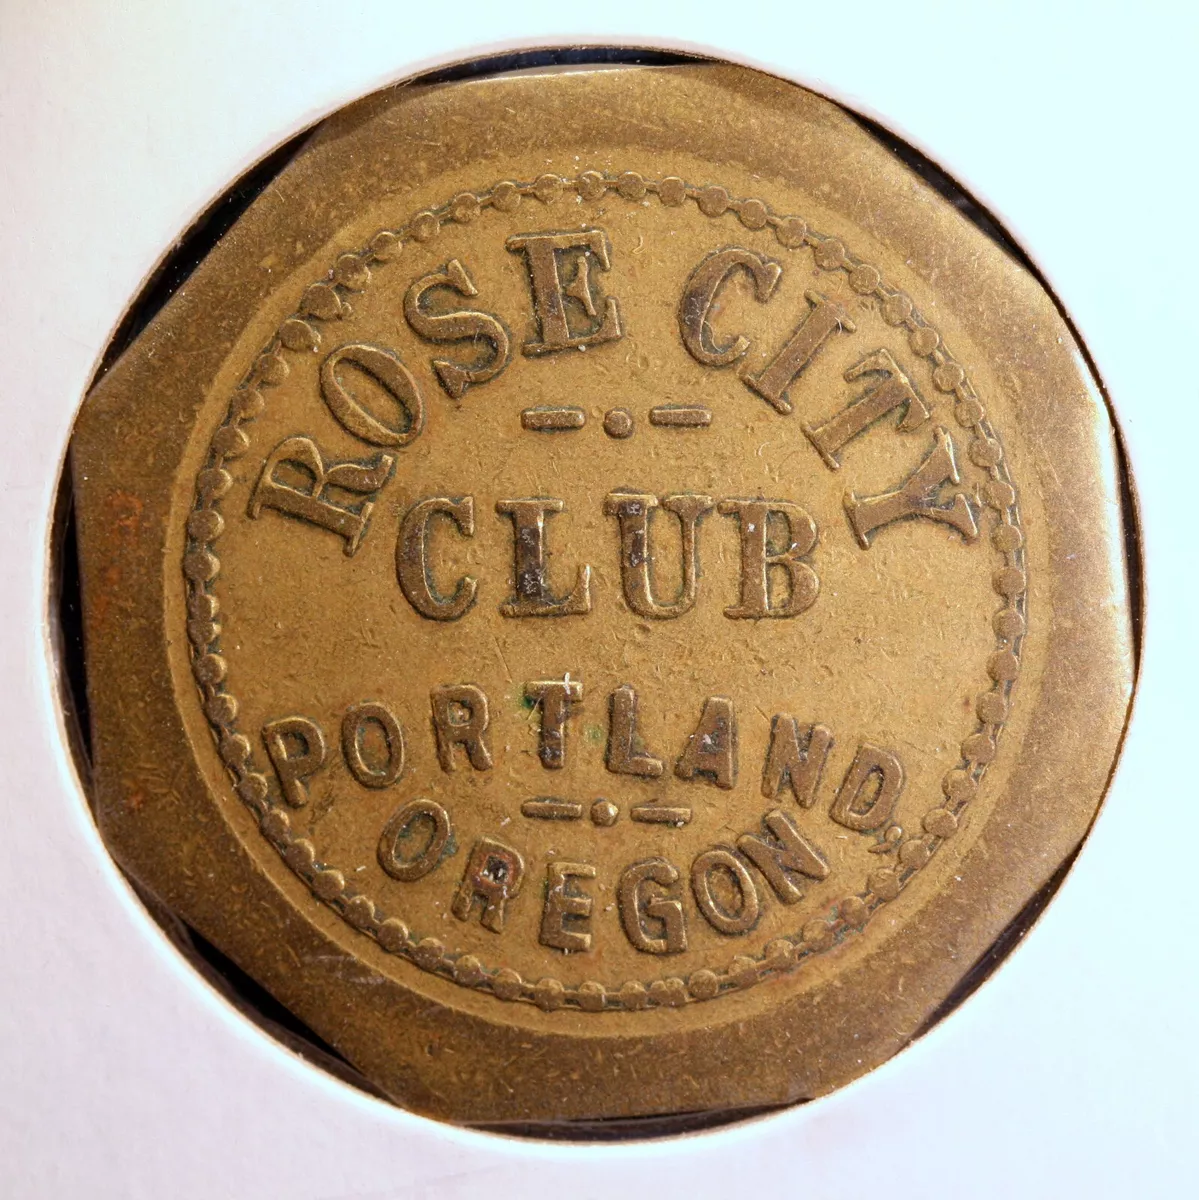 ROSE CITY
CLUB
PORTLAND,
OREGON